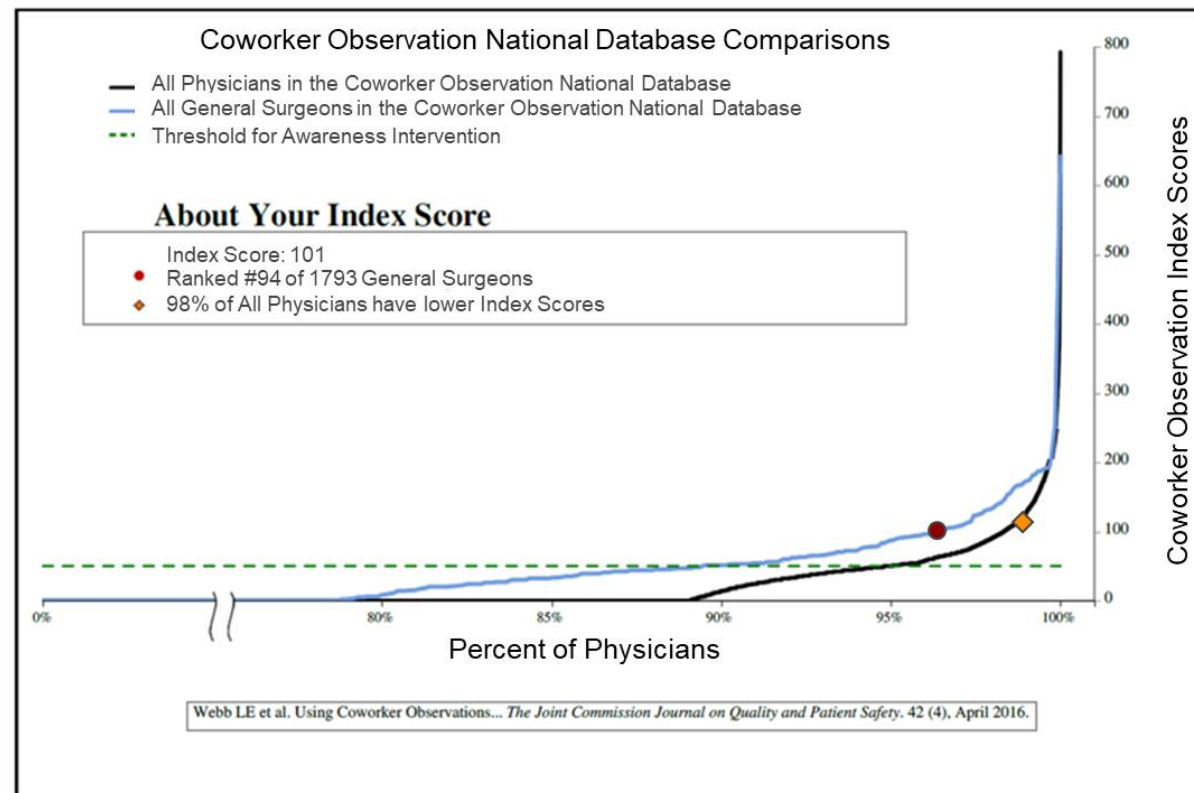 Coworker Observation National Database Comparisons
All Physicians in the Coworker Observation National Database
All General Surgeons in the Coworker Observation National Database
Threshold for Awareness Intervention
About Your Index Score
Index Score: 101
Ranked #94 of 1793 General Surgeons
98% of All Physicians have lower Index Scores
800
700
600
500
400
300
200
100
0
Coworker Observation Index Scores
0%
80%
85%
90%
95%
100%
Percent of Physicians
Webb LE et al. Using Coworker Observations... The Joint Commission Journal on Quality and Patient Safety. 42 (4), April 2016.